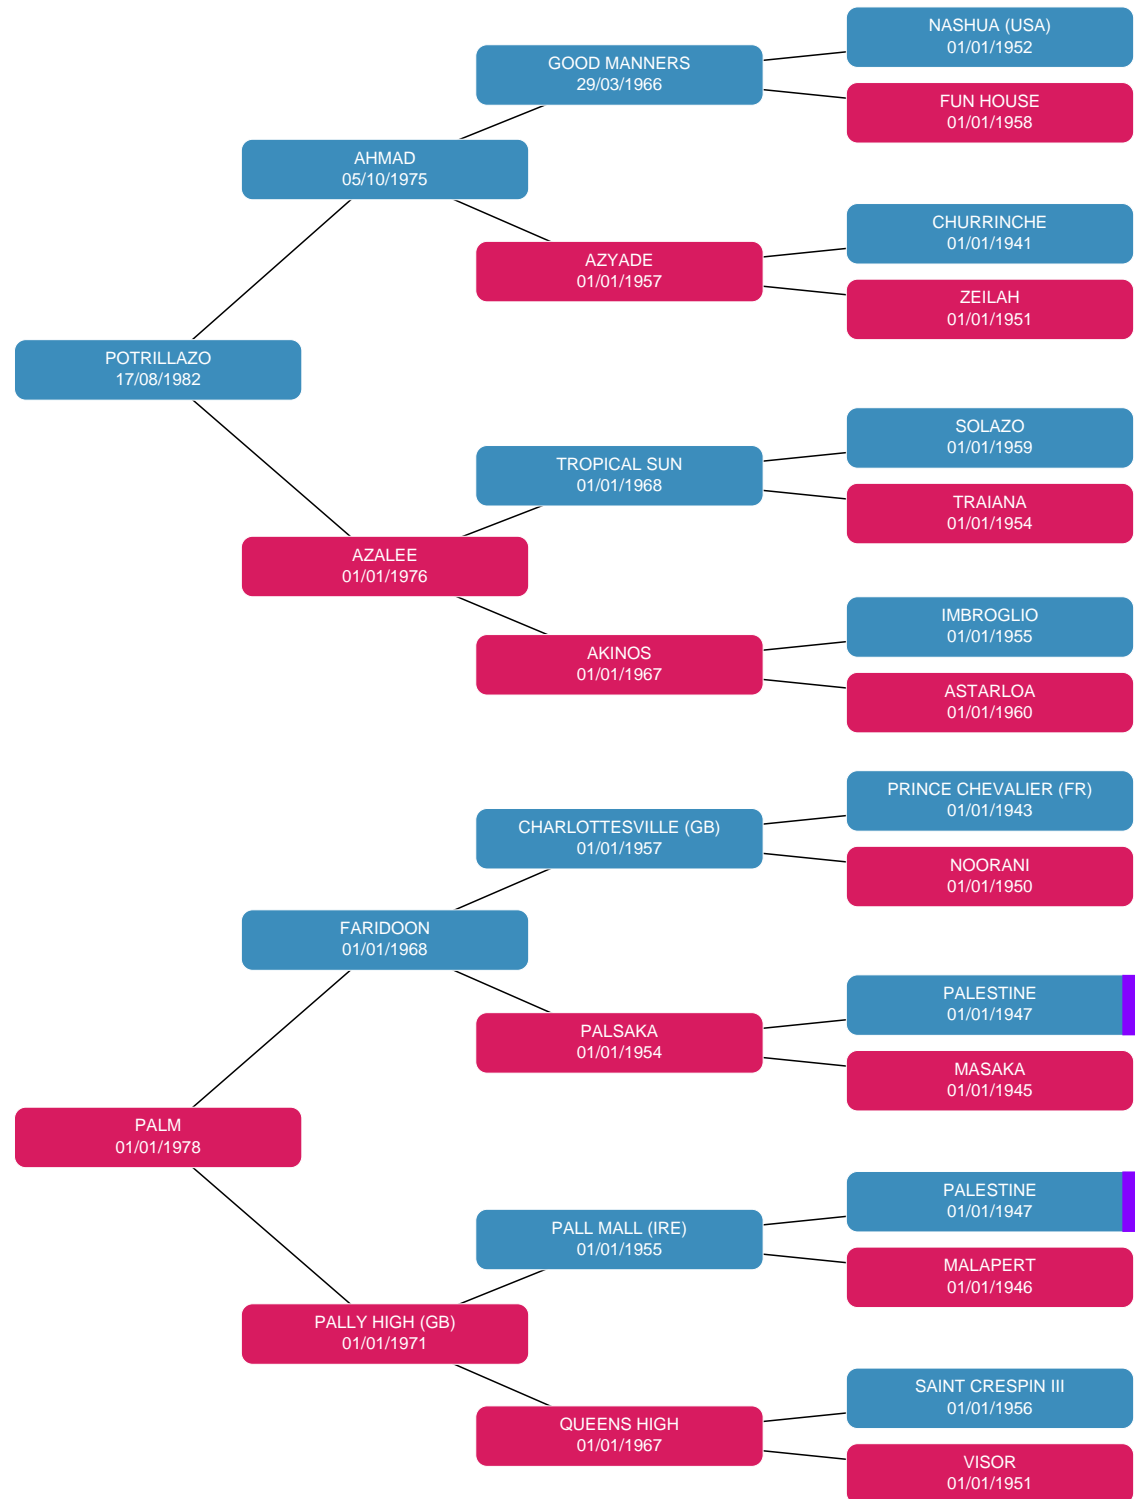 NASHUA (USA)
01/01/1952
GOOD MANNERS
29/03/1966
FUN HOUSE
01/01/1958
AHMAD
05/10/1975
CHURRINCHE
01/01/1941
AZYADE
01/01/1957
ZEILAH
01/01/1951
POTRILLAZO
17/08/1982
SOLAZO
01/01/1959
TROPICAL SUN
01/01/1968
TRAIANA
01/01/1954
AZALEE
01/01/1976
IMBROGLIO
01/01/1955
AKINOS
01/01/1967
ASTARLOA
01/01/1960
PRINCE CHEVALIER (FR)
01/01/1943
CHARLOTTESVILLE (GB)
01/01/1957
NOORANI
01/01/1950
FARIDOON
01/01/1968
PALESTINE
01/01/1947
PALSAKA
01/01/1954
MASAKA
01/01/1945
PALM
01/01/1978
PALESTINE
01/01/1947
PALL MALL (IRE)
01/01/1955
MALAPERT
01/01/1946
PALLY HIGH (GB)
01/01/1971
SAINT CRESPIN III
01/01/1956
QUEENS HIGH
01/01/1967
VISOR
01/01/1951